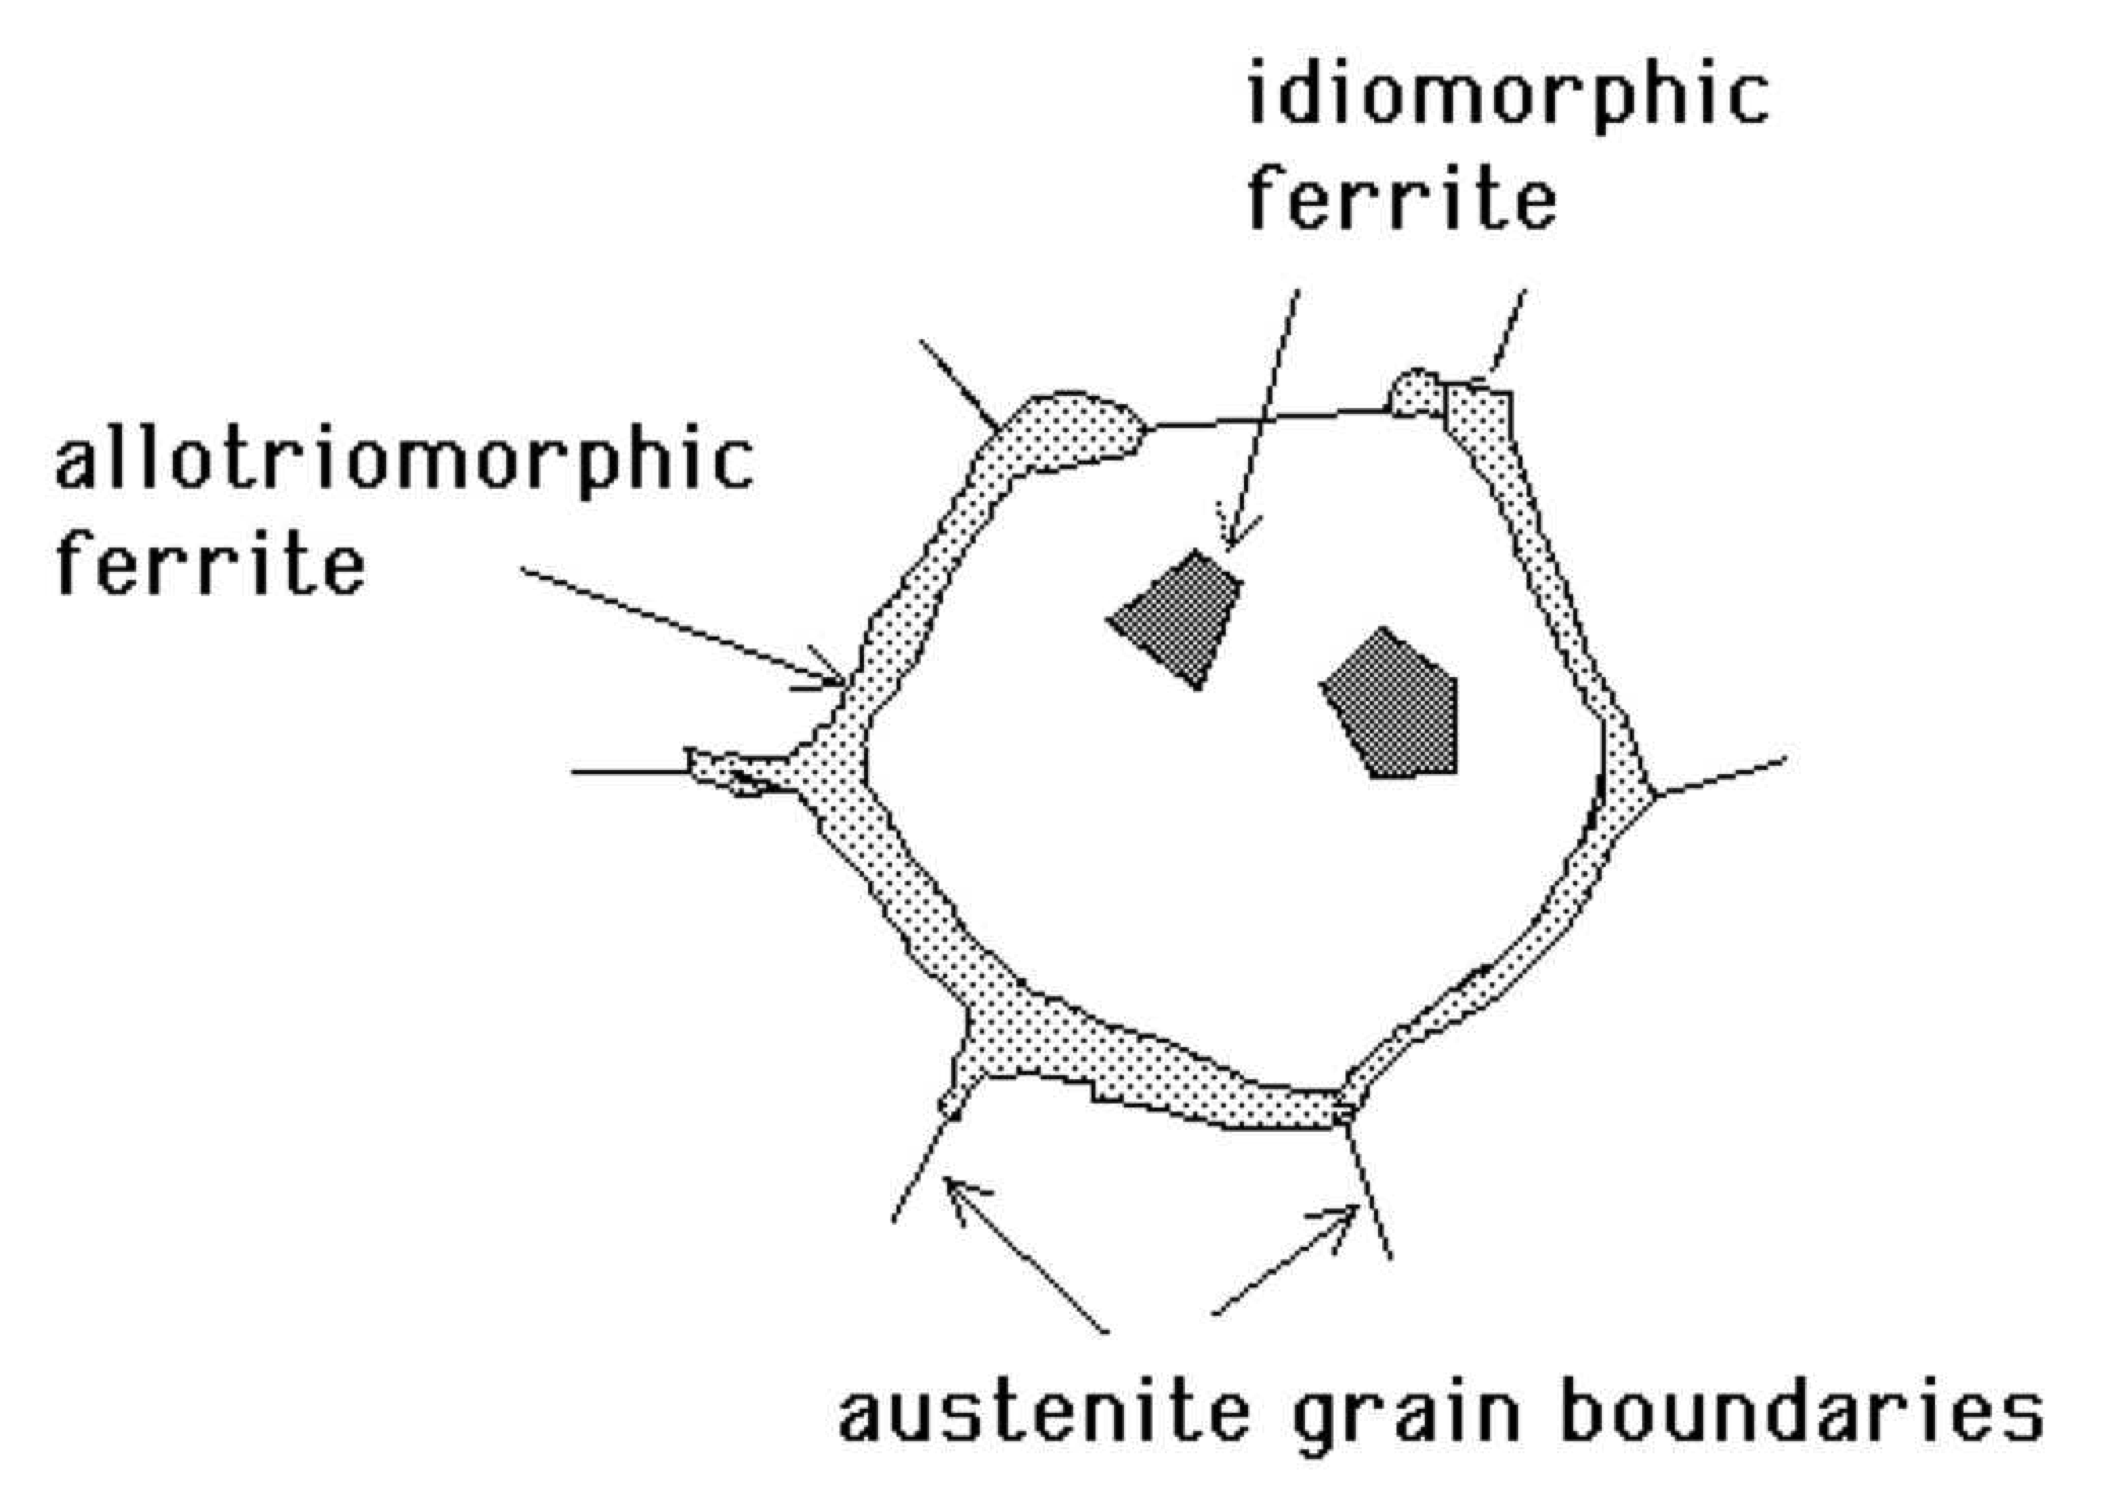 idiomorphic
ferrite
allotriomorphic
ferrite
austenite grain boundaries